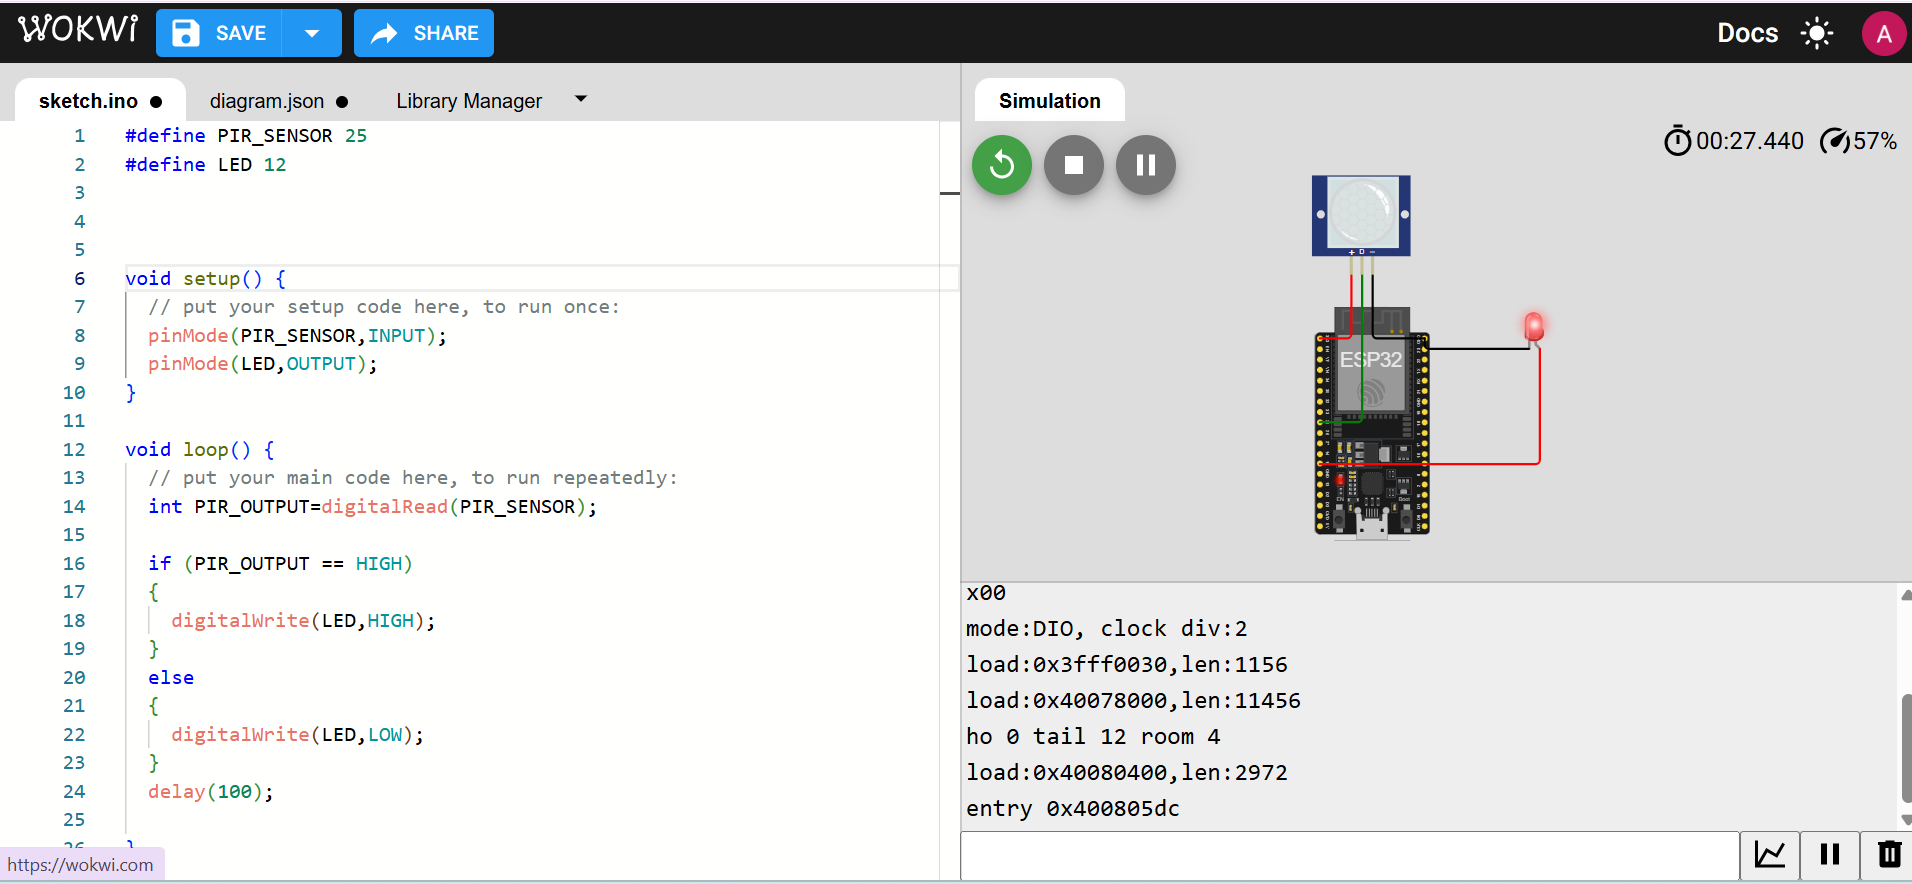 WOKWI SAVE SHARE Docs A
sketch.ino ● diagram.json ● Library Manager
Simulation
00:27.440 57%
1 #define PIR_SENSOR 25
2 #define LED 12
3
4
5
6 void setup() {
7 // put your setup code here, to run once:
8 pinMode(PIR_SENSOR,INPUT);
9 pinMode(LED,OUTPUT);
10 }
11
12 void loop() {
13 // put your main code here, to run repeatedly:
14 int PIR_OUTPUT=digitalRead(PIR_SENSOR);
15
16 if (PIR_OUTPUT == HIGH)
17 {
18 digitalWrite(LED,HIGH);
19 }
20 else
21 {
22 digitalWrite(LED,LOW);
23 }
24 delay(100);
25
26 }
https://wokwi.com
+ D −
ESP32
EN
Boot
x00
mode:DIO, clock div:2
load:0x3fff0030,len:1156
load:0x40078000,len:11456
ho 0 tail 12 room 4
load:0x40080400,len:2972
entry 0x400805dc